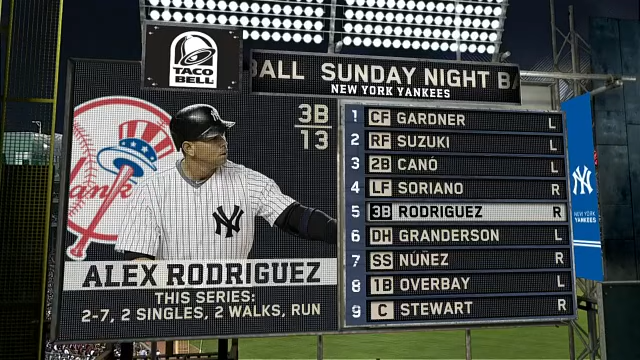 TACO
BELL
BALL SUNDAY NIGHT BA
NEW YORK YANKEES
3B
13
ank
NY
ALEX RODRIGUEZ
THIS SERIES:
2-7, 2 SINGLES, 2 WALKS, RUN
1 CF GARDNER L
2 RF SUZUKI L
3 2B CANÓ L
4 LF SORIANO R
5 3B RODRIGUEZ R
6 DH GRANDERSON L
7 SS NÚÑEZ R
8 1B OVERBAY L
9 C STEWART R
NY
NEW YORK
YANKEES